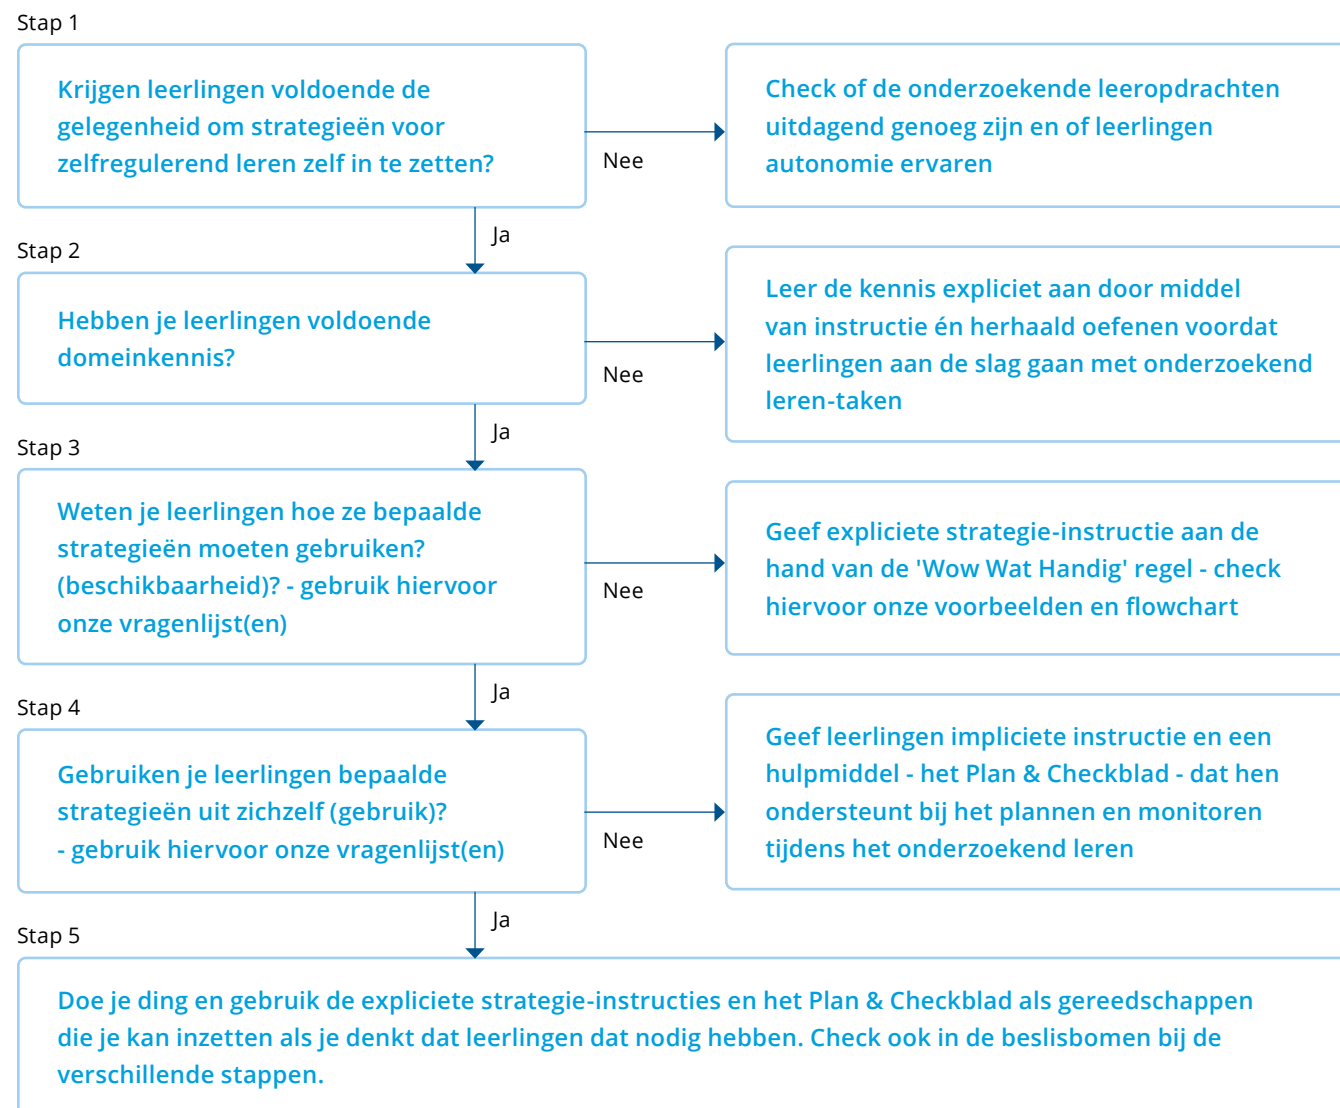 Stap 1
Krijgen leerlingen voldoende de
gelegenheid om strategieën voor
zelfregulerend leren zelf in te zetten?
Nee
Check of de onderzoekende leeropdrachten
uitdagend genoeg zijn en of leerlingen
autonomie ervaren
Ja
Stap 2
Hebben je leerlingen voldoende
domeinkennis?
Nee
Leer de kennis expliciet aan door middel
van instructie én herhaald oefenen voordat
leerlingen aan de slag gaan met onderzoekend
leren-taken
Ja
Stap 3
Weten je leerlingen hoe ze bepaalde
strategieën moeten gebruiken?
(beschikbaarheid)? - gebruik hiervoor
onze vragenlijst(en)
Nee
Geef expliciete strategie-instructie aan de
hand van de 'Wow Wat Handig' regel - check
hiervoor onze voorbeelden en flowchart
Ja
Stap 4
Gebruiken je leerlingen bepaalde
strategieën uit zichzelf (gebruik)?
- gebruik hiervoor onze vragenlijst(en)
Nee
Geef leerlingen impliciete instructie en een
hulpmiddel - het Plan & Checkblad - dat hen
ondersteunt bij het plannen en monitoren
tijdens het onderzoekend leren
Ja
Stap 5
Doe je ding en gebruik de expliciete strategie-instructies en het Plan & Checkblad als gereedschappen
die je kan inzetten als je denkt dat leerlingen dat nodig hebben. Check ook in de beslisbomen bij de
verschillende stappen.